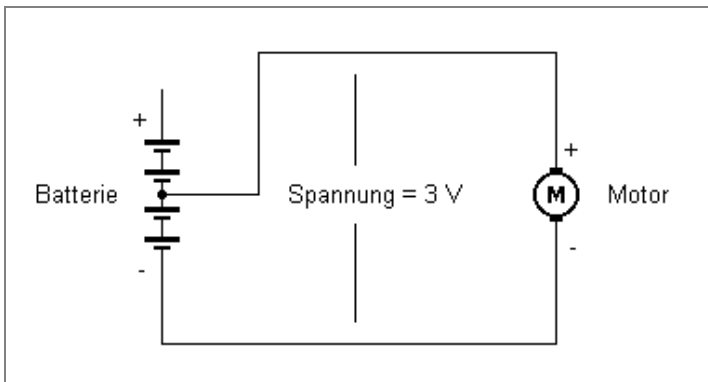 +
Batterie
-
Spannung = 3 V
+
M
Motor
-